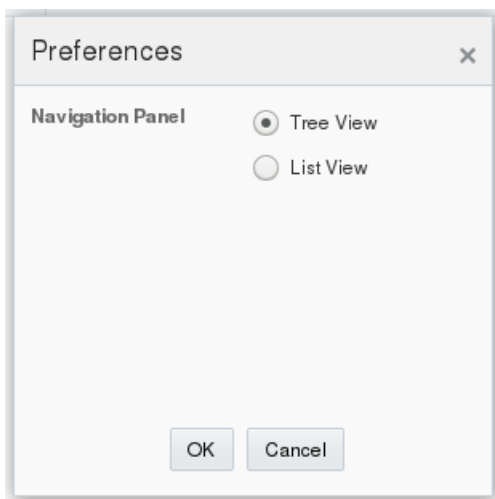 Preferences
Navigation Panel
Tree View
List View
OK
Cancel